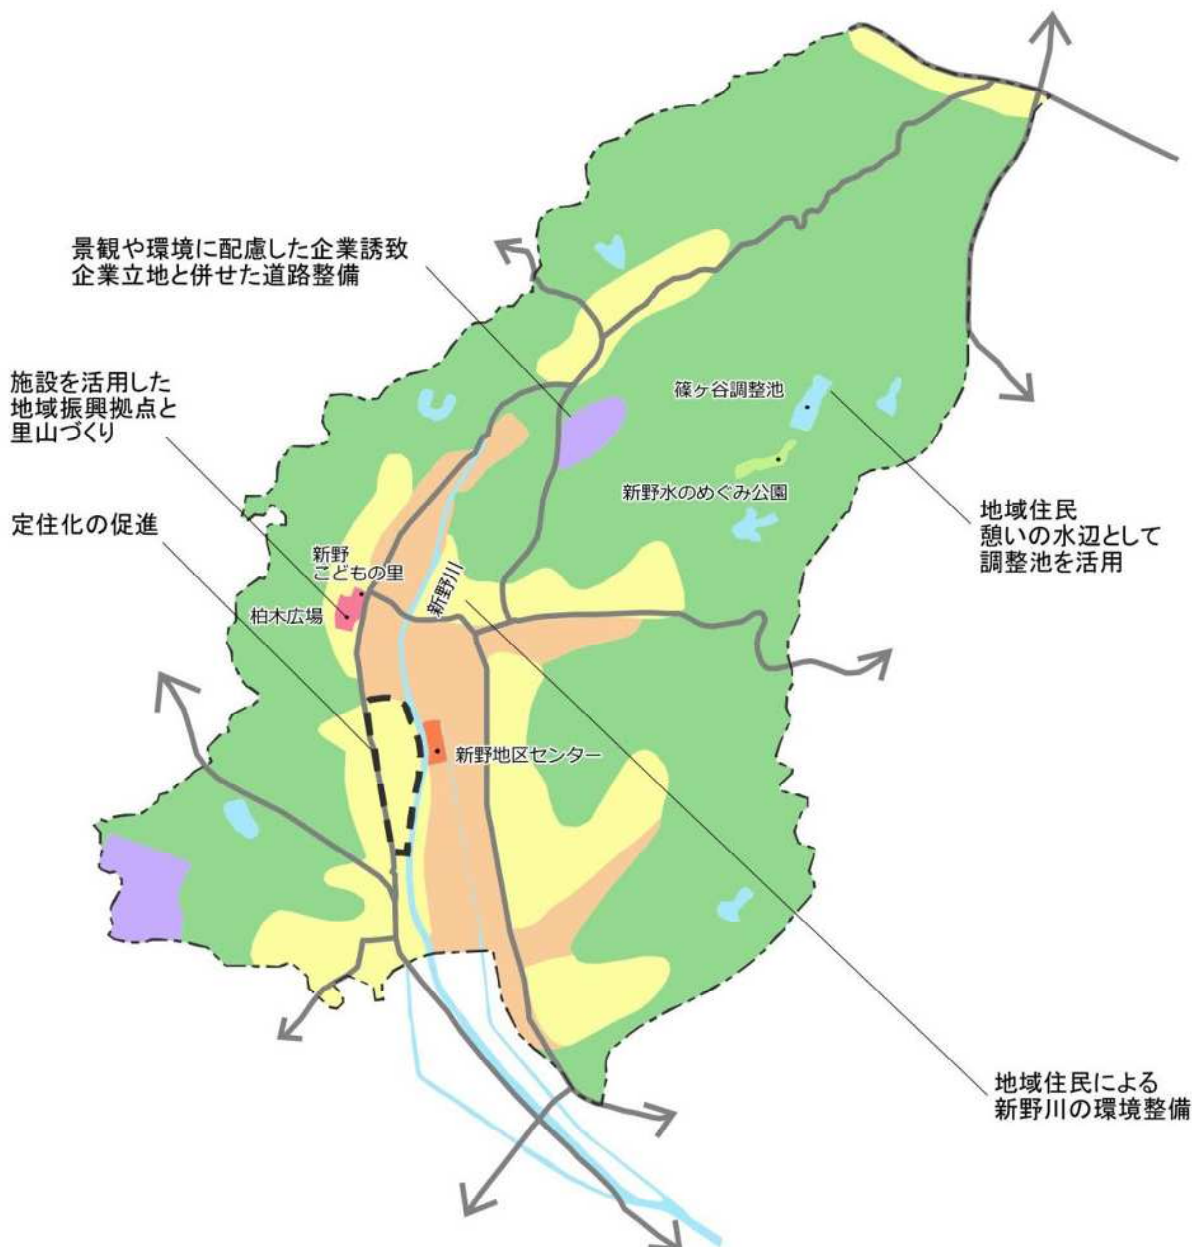 景観や環境に配慮した企業誘致
企業立地と併せた道路整備
施設を活用した
地域振興拠点と
里山づくり
篠ヶ谷調整池
新野水のめぐみ公園
地域住民
憩いの水辺として
調整池を活用
定住化の促進
新野
こどもの里
新野川
柏木広場
新野地区センター
地域住民による
新野川の環境整備